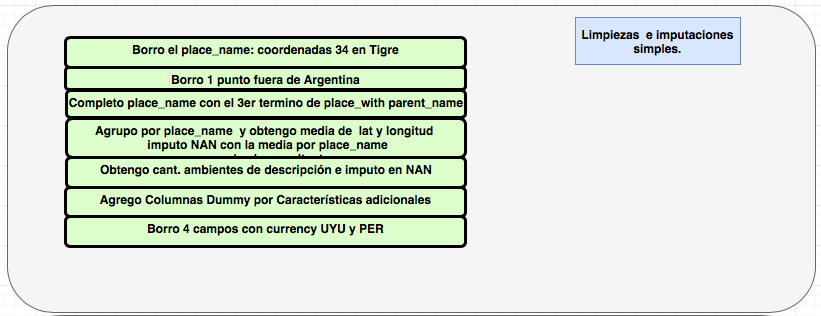 Borro el place_name: coordenadas 34 en Tigre
Borro 1 punto fuera de Argentina
Completo place_name con el 3er termino de place_with parent_name
Agrupo por place_name y obtengo media de lat y longitud
imputo NAN con la media por place_name
Obtengo cant. ambientes de descripción e imputo en NAN
Agrego Columnas Dummy por Características adicionales
Borro 4 campos con currency UYU y PER
Limpiezas e imputaciones
simples.